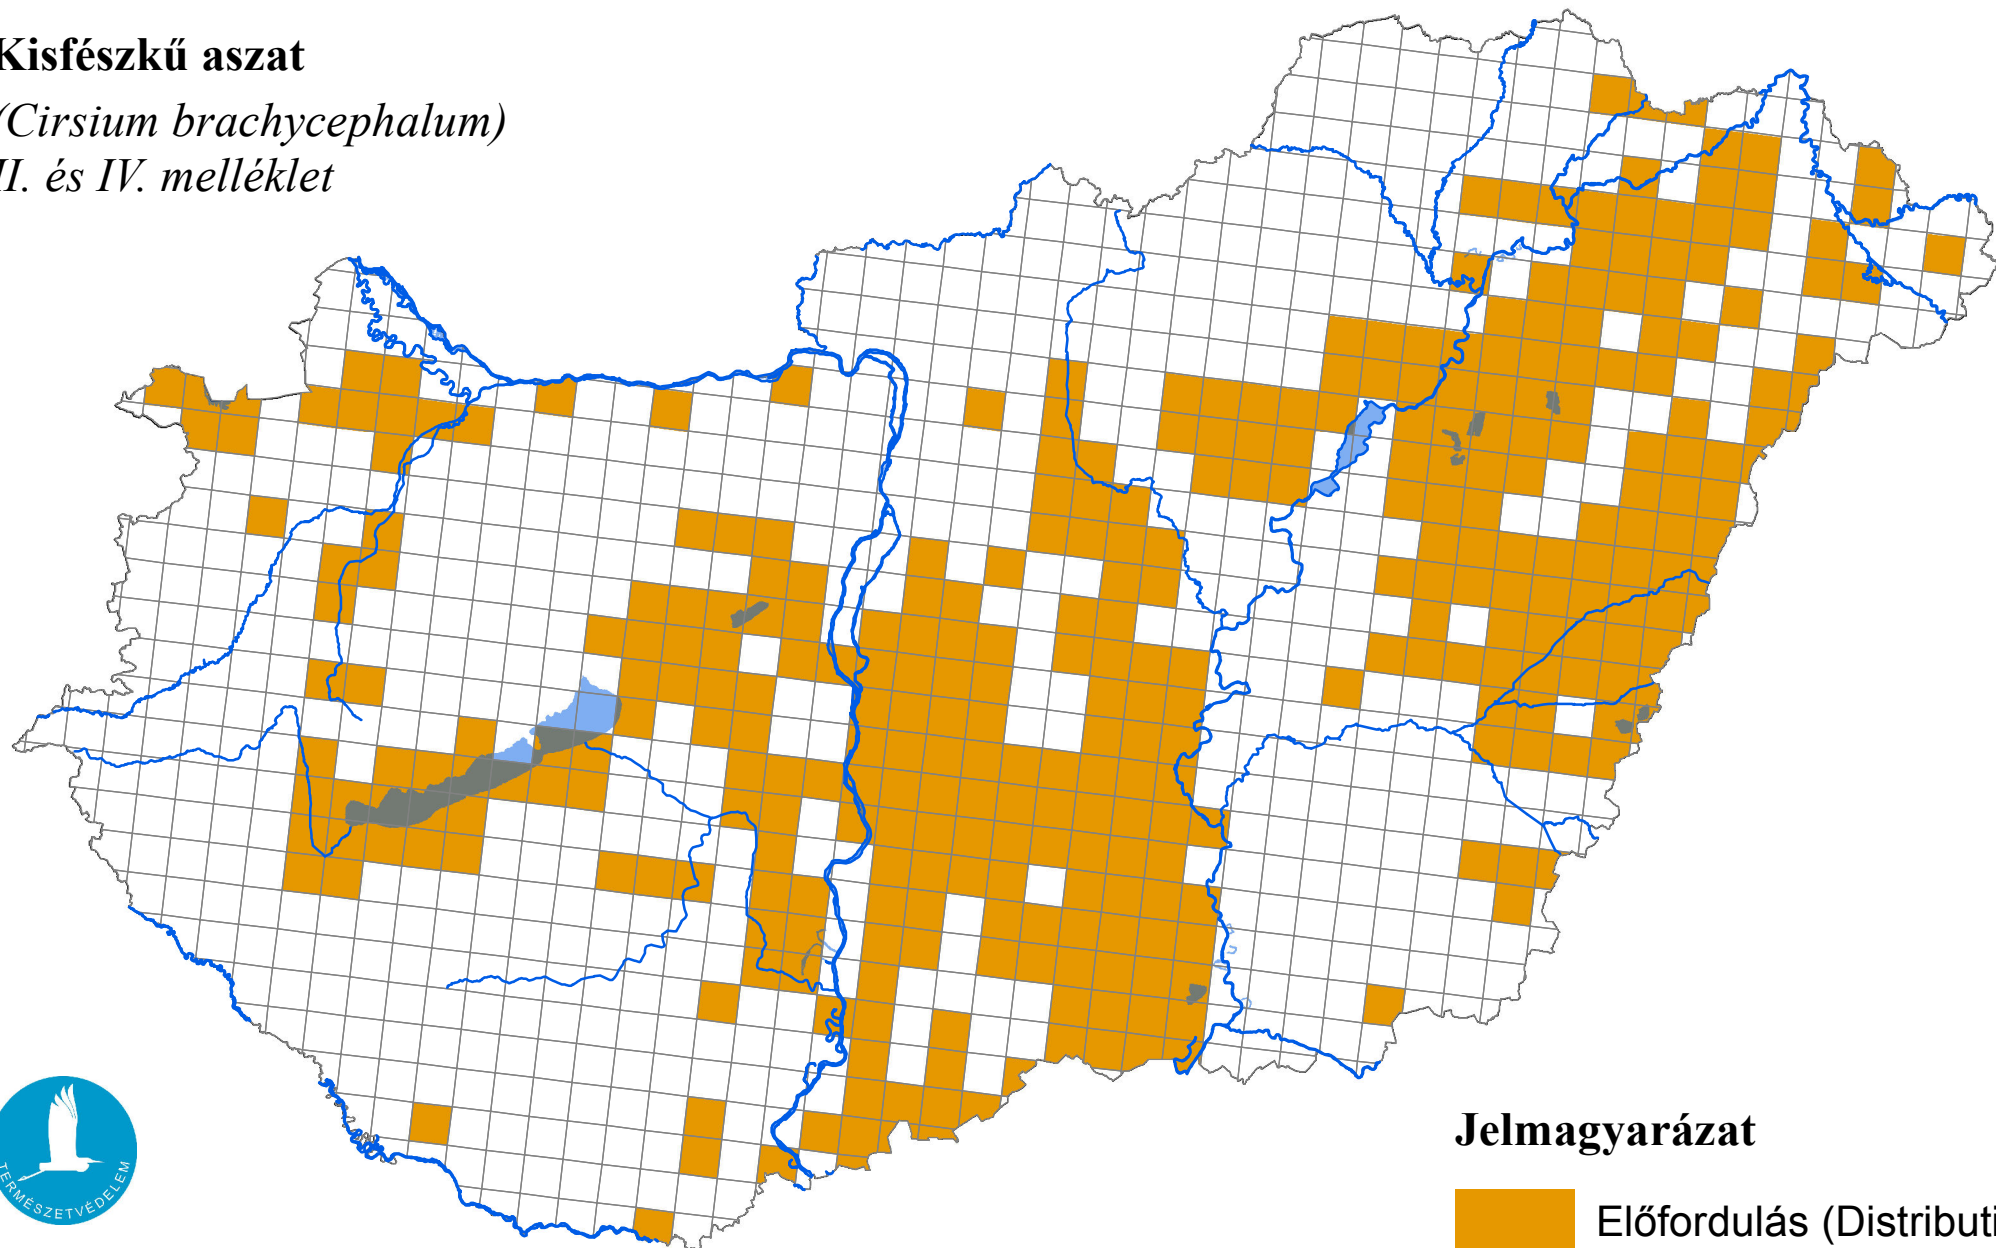 Kisfészkű aszat
(Cirsium brachycephalum)
II. és IV. melléklet
TERMÉSZETVÉDELEM
Jelmagyarázat
Előfordulás (Distributi